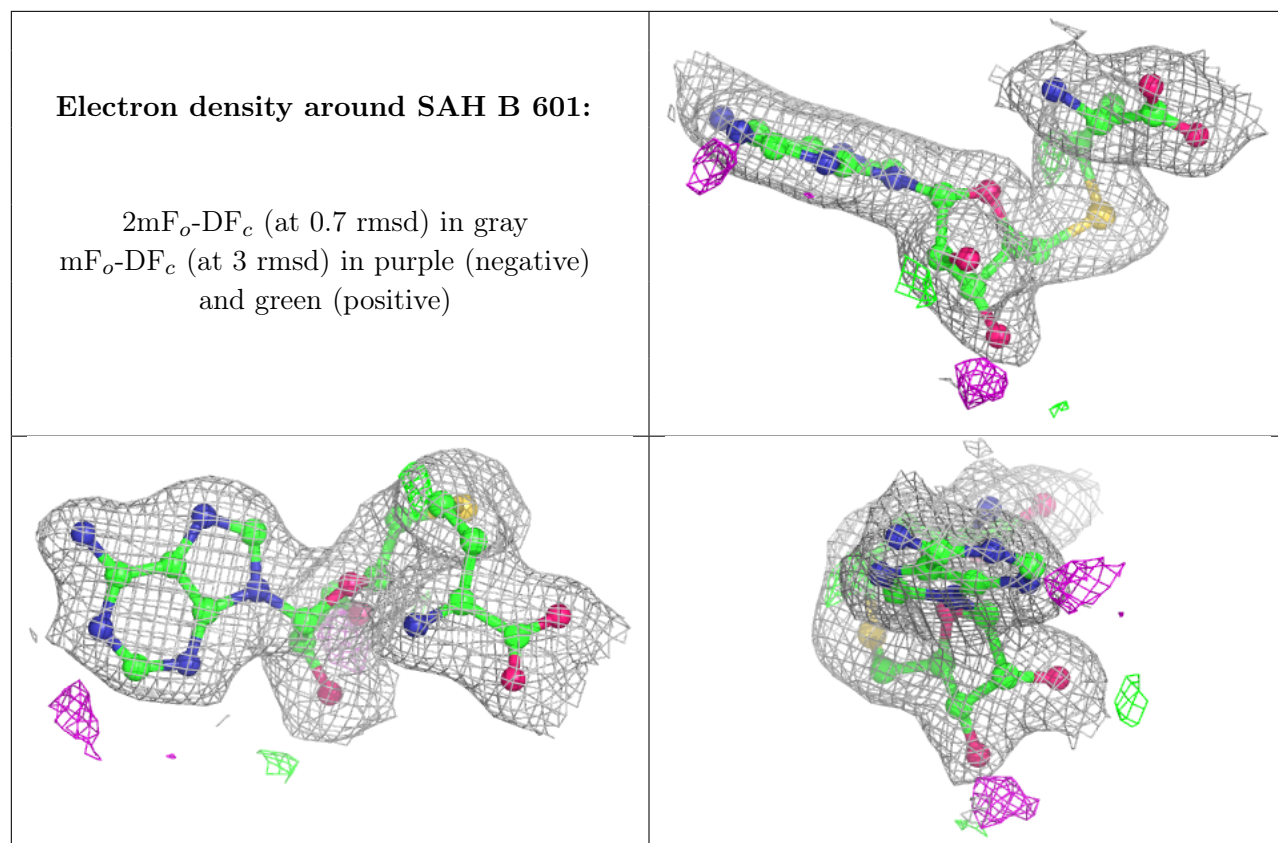 Electron density around SAH B 601:
2mFₒ-DF𝒸 (at 0.7 rmsd) in gray
mFₒ-DF𝒸 (at 3 rmsd) in purple (negative)
and green (positive)